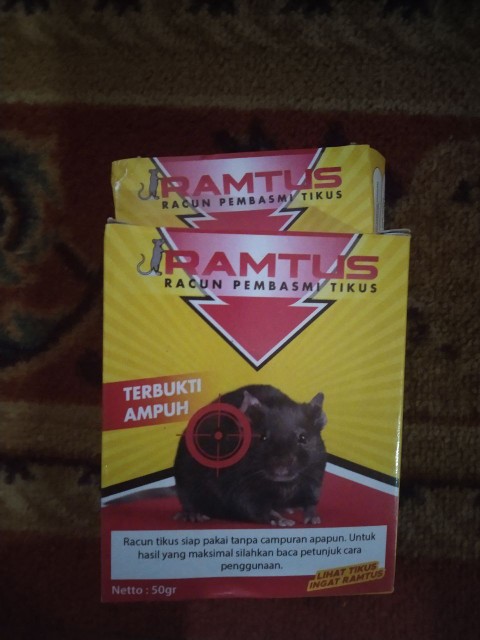 RAMTUS
RACUN PEMBASMI TIKUS
RAMTUS
RACUN PEMBASMI TIKUS
TERBUKTI
AMPUH
Racun tikus siap pakai tanpa campuran apapun. Untuk
hasil yang maksimal silahkan baca petunjuk cara
penggunaan.
LIHAT TIKUS
INGAT RAMTUS
Netto : 50gr